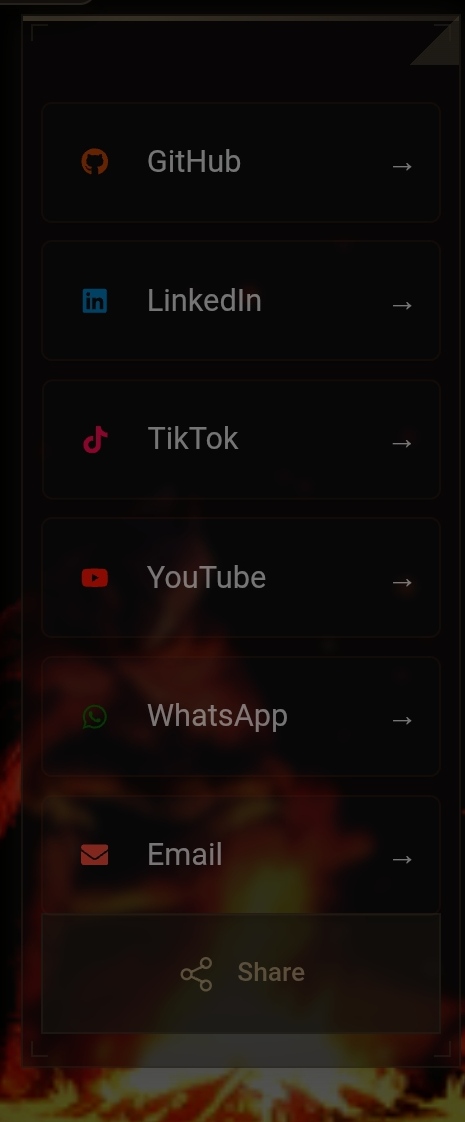 GitHub →
LinkedIn →
TikTok →
YouTube →
WhatsApp →
Email →
Share